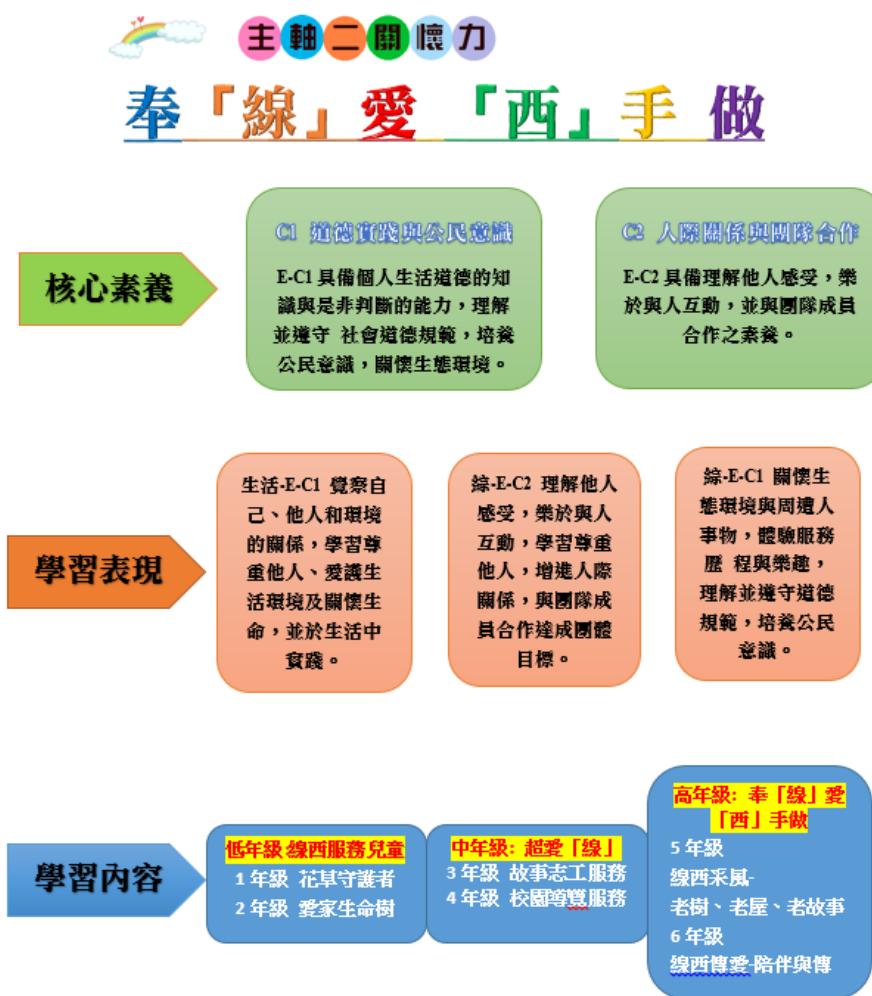 主軸二關懷力
奉「線」愛「西」手 做
核心素養
C1 道德實踐與公民意識
E-C1 具備個人生活道德的知
識與是非判斷的能力，理解
並遵守 社會道德規範，培養
公民意識，關懷生態環境。
C2 人際關係與團隊合作
E-C2 具備理解他人感受，樂
於與人互動，並與團隊成員
合作之素養。
學習表現
生活-E-C1 覺察自
己、他人和環境
的關係，學習尊
重他人、愛護生
活環境及關懷生
命，並於生活中
實踐。
綜-E-C2 理解他人
感受，樂於與人
互動，學習尊重
他人，增進人際
關係，與團隊成
員合作達成團體
目標。
綜-E-C1 關懷生
態環境與周遭人
事物，體驗服務
歷 程與樂趣，
理解並遵守道德
規範，培養公民
意識。
學習內容
低年級:線西服務兒童
1 年級 花草守護者
2 年級 愛家生命樹
中年級: 超愛「線」
3 年級 故事志工服務
4 年級 校園導覽服務
高年級: 奉「線」愛
「西」手做
5 年級
線西采風-
老樹、老屋、老故事
6 年級
線西傳愛-陪伴與傳